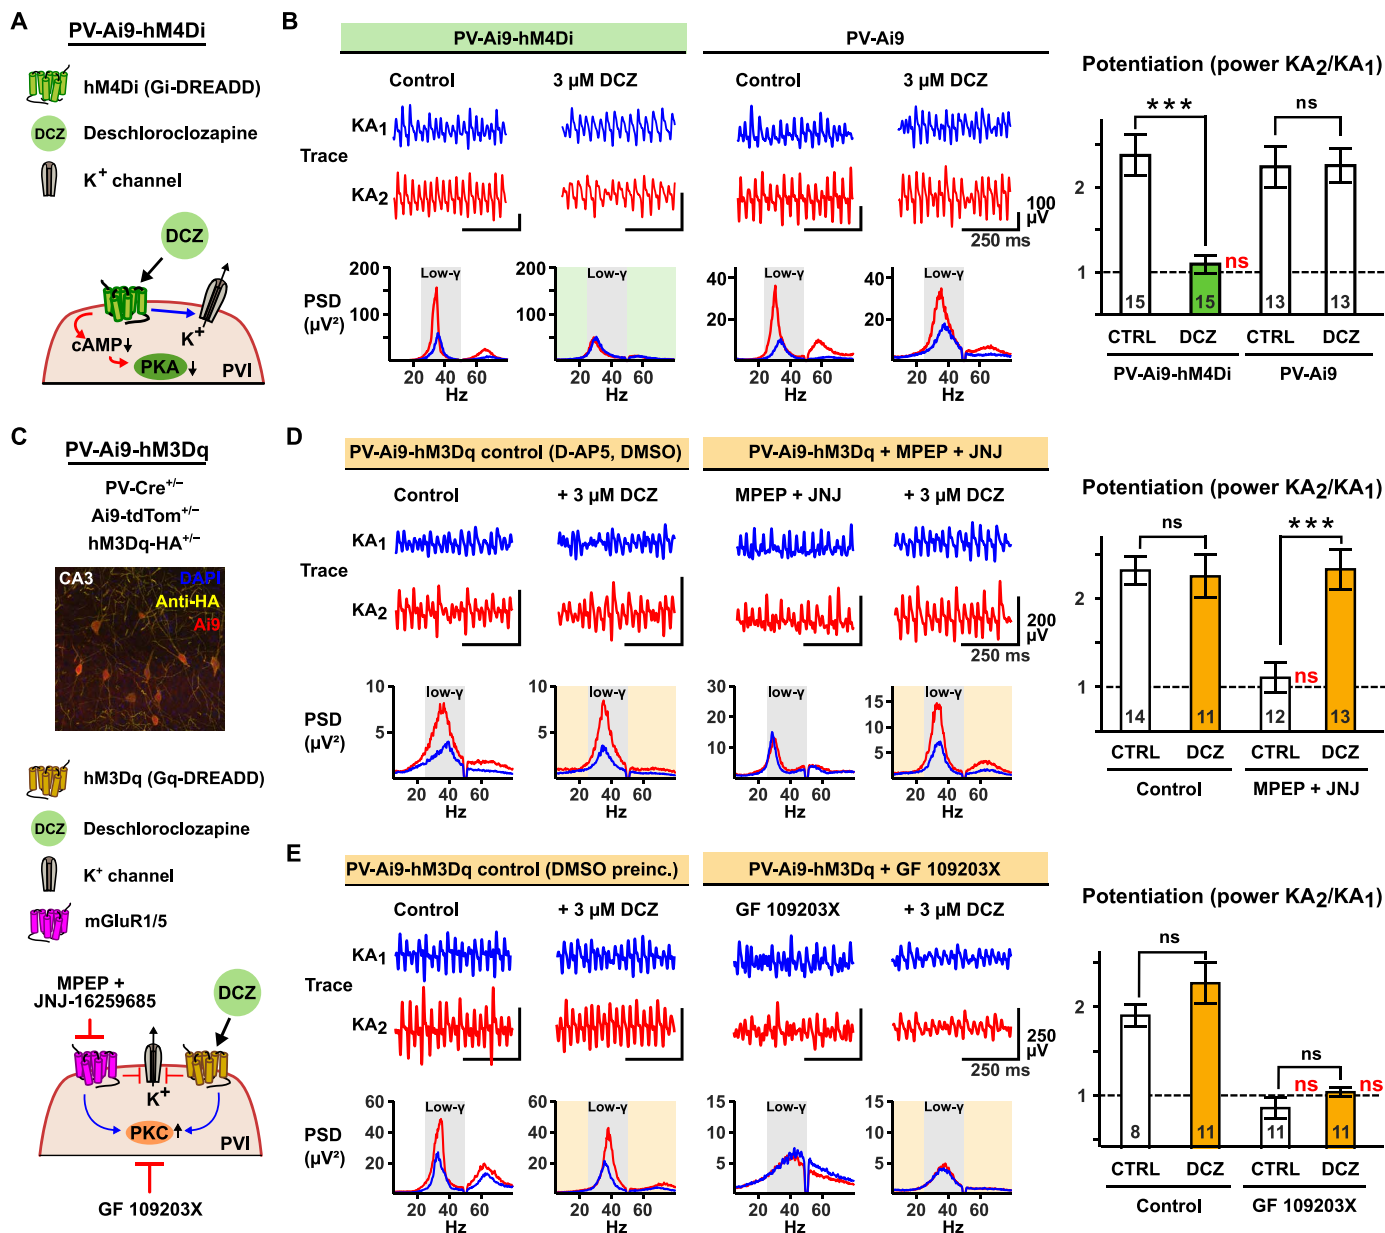 A
PV-Ai9-hM4Di
hM4Di (Gi-DREADD)
DCZ
Deschloroclozapine
K+ channel
DCZ
cAMP
K+
PKA
PVI
B
PV-Ai9-hM4Di
PV-Ai9
Control
3 µM DCZ
Control
3 µM DCZ
KA1
Trace
KA2
100
µV
250 ms
PSD
(µV²)
200
100
Low-γ
40 60
20
Hz
200
100
Low-γ
20 40 60
Hz
40
20
Low-γ
20 40 60
Hz
40
20
Low-γ
20 40 60
Hz
Potentiation (power KA2/KA1)
***
ns
2
1
ns
15
15
13
13
CTRL DCZ CTRL DCZ
PV-Ai9-hM4Di
PV-Ai9
C
PV-Ai9-hM3Dq
PV-Cre+/–
Ai9-tdTom+/–
hM3Dq-HA+/–
CA3
DAPI
Anti-HA
Ai9
hM3Dq (Gq-DREADD)
DCZ
Deschloroclozapine
K+ channel
mGluR1/5
MPEP +
JNJ-16259685
DCZ
K+
PKC
PVI
GF 109203X
D
PV-Ai9-hM3Dq control (D-AP5, DMSO)
PV-Ai9-hM3Dq + MPEP + JNJ
Control
+ 3 µM DCZ
MPEP + JNJ
+ 3 µM DCZ
KA1
Trace
KA2
200
µV
250 ms
PSD
(µV²)
10
5
low-γ
20 40 60
Hz
10
5
low-γ
20 40 60
Hz
30
20
10
low-γ
20 40 60
Hz
15
10
5
low-γ
20 40 60
Hz
Potentiation (power KA2/KA1)
ns
***
2
1
ns
14
11
12
13
CTRL DCZ CTRL DCZ
Control
MPEP + JNJ
E
PV-Ai9-hM3Dq control (DMSO preinc.)
PV-Ai9-hM3Dq + GF 109203X
Control
+ 3 µM DCZ
GF 109203X
+ 3 µM DCZ
KA1
Trace
KA2
250
µV
250 ms
PSD
(µV²)
60
40
20
Low-γ
20 40 60
Hz
60
40
20
Low-γ
20 40 60
Hz
15
10
5
Low-γ
20 40 60
Hz
15
10
5
Low-γ
20 40 60
Hz
Potentiation (power KA2/KA1)
ns
2
1
ns
ns
ns
8
11
11
11
CTRL DCZ CTRL DCZ
Control
GF 109203X